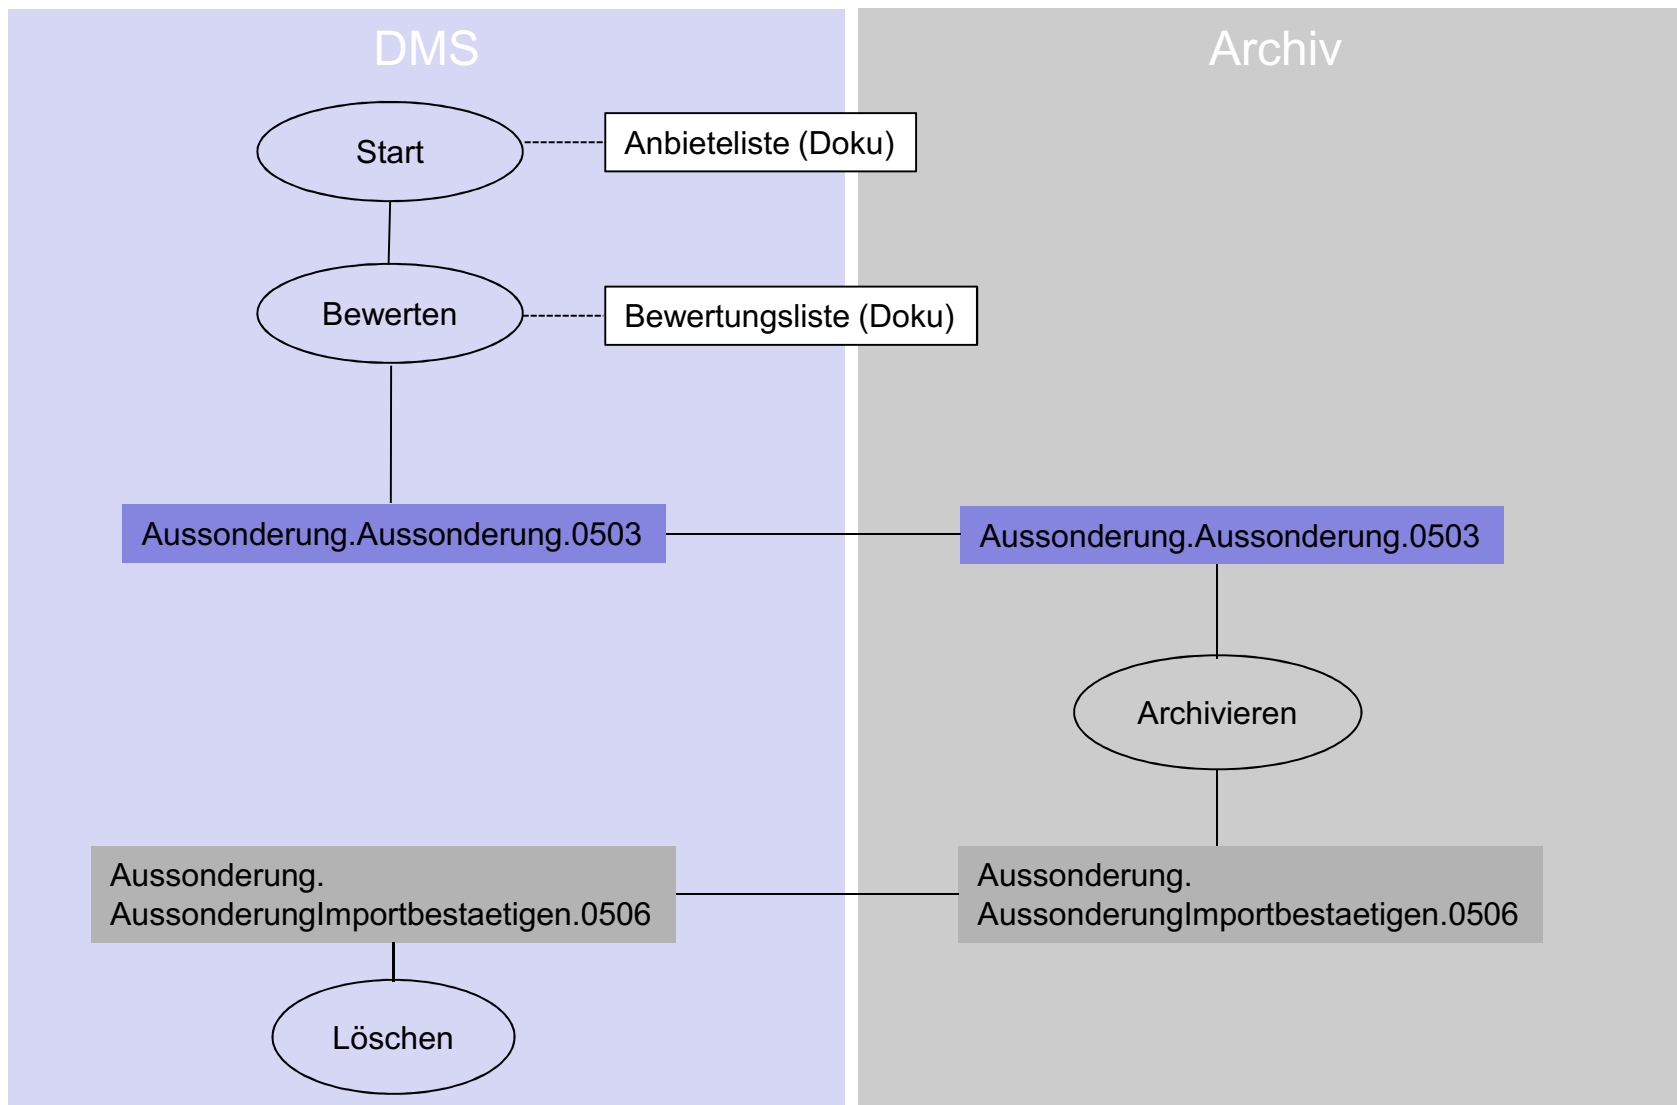 DMS
Archiv
Start
Anbieteliste (Doku)
Bewerten
Bewertungsliste (Doku)
Aussonderung.Aussonderung.0503
Aussonderung.Aussonderung.0503
Archivieren
Aussonderung.
AussonderungImportbestaetigen.0506
Aussonderung.
AussonderungImportbestaetigen.0506
Löschen